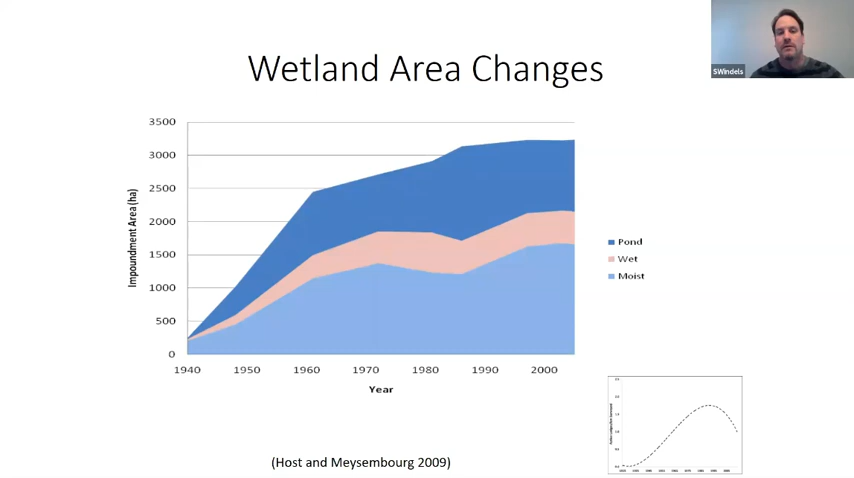 SWindels
Wetland Area Changes
3500
3000
2500
2000
1500
1000
500
0
Impoundment Area (ha)
1940 1950 1960 1970 1980 1990 2000
Year
Pond
Wet
Moist
(Host and Meysembourg 2009)